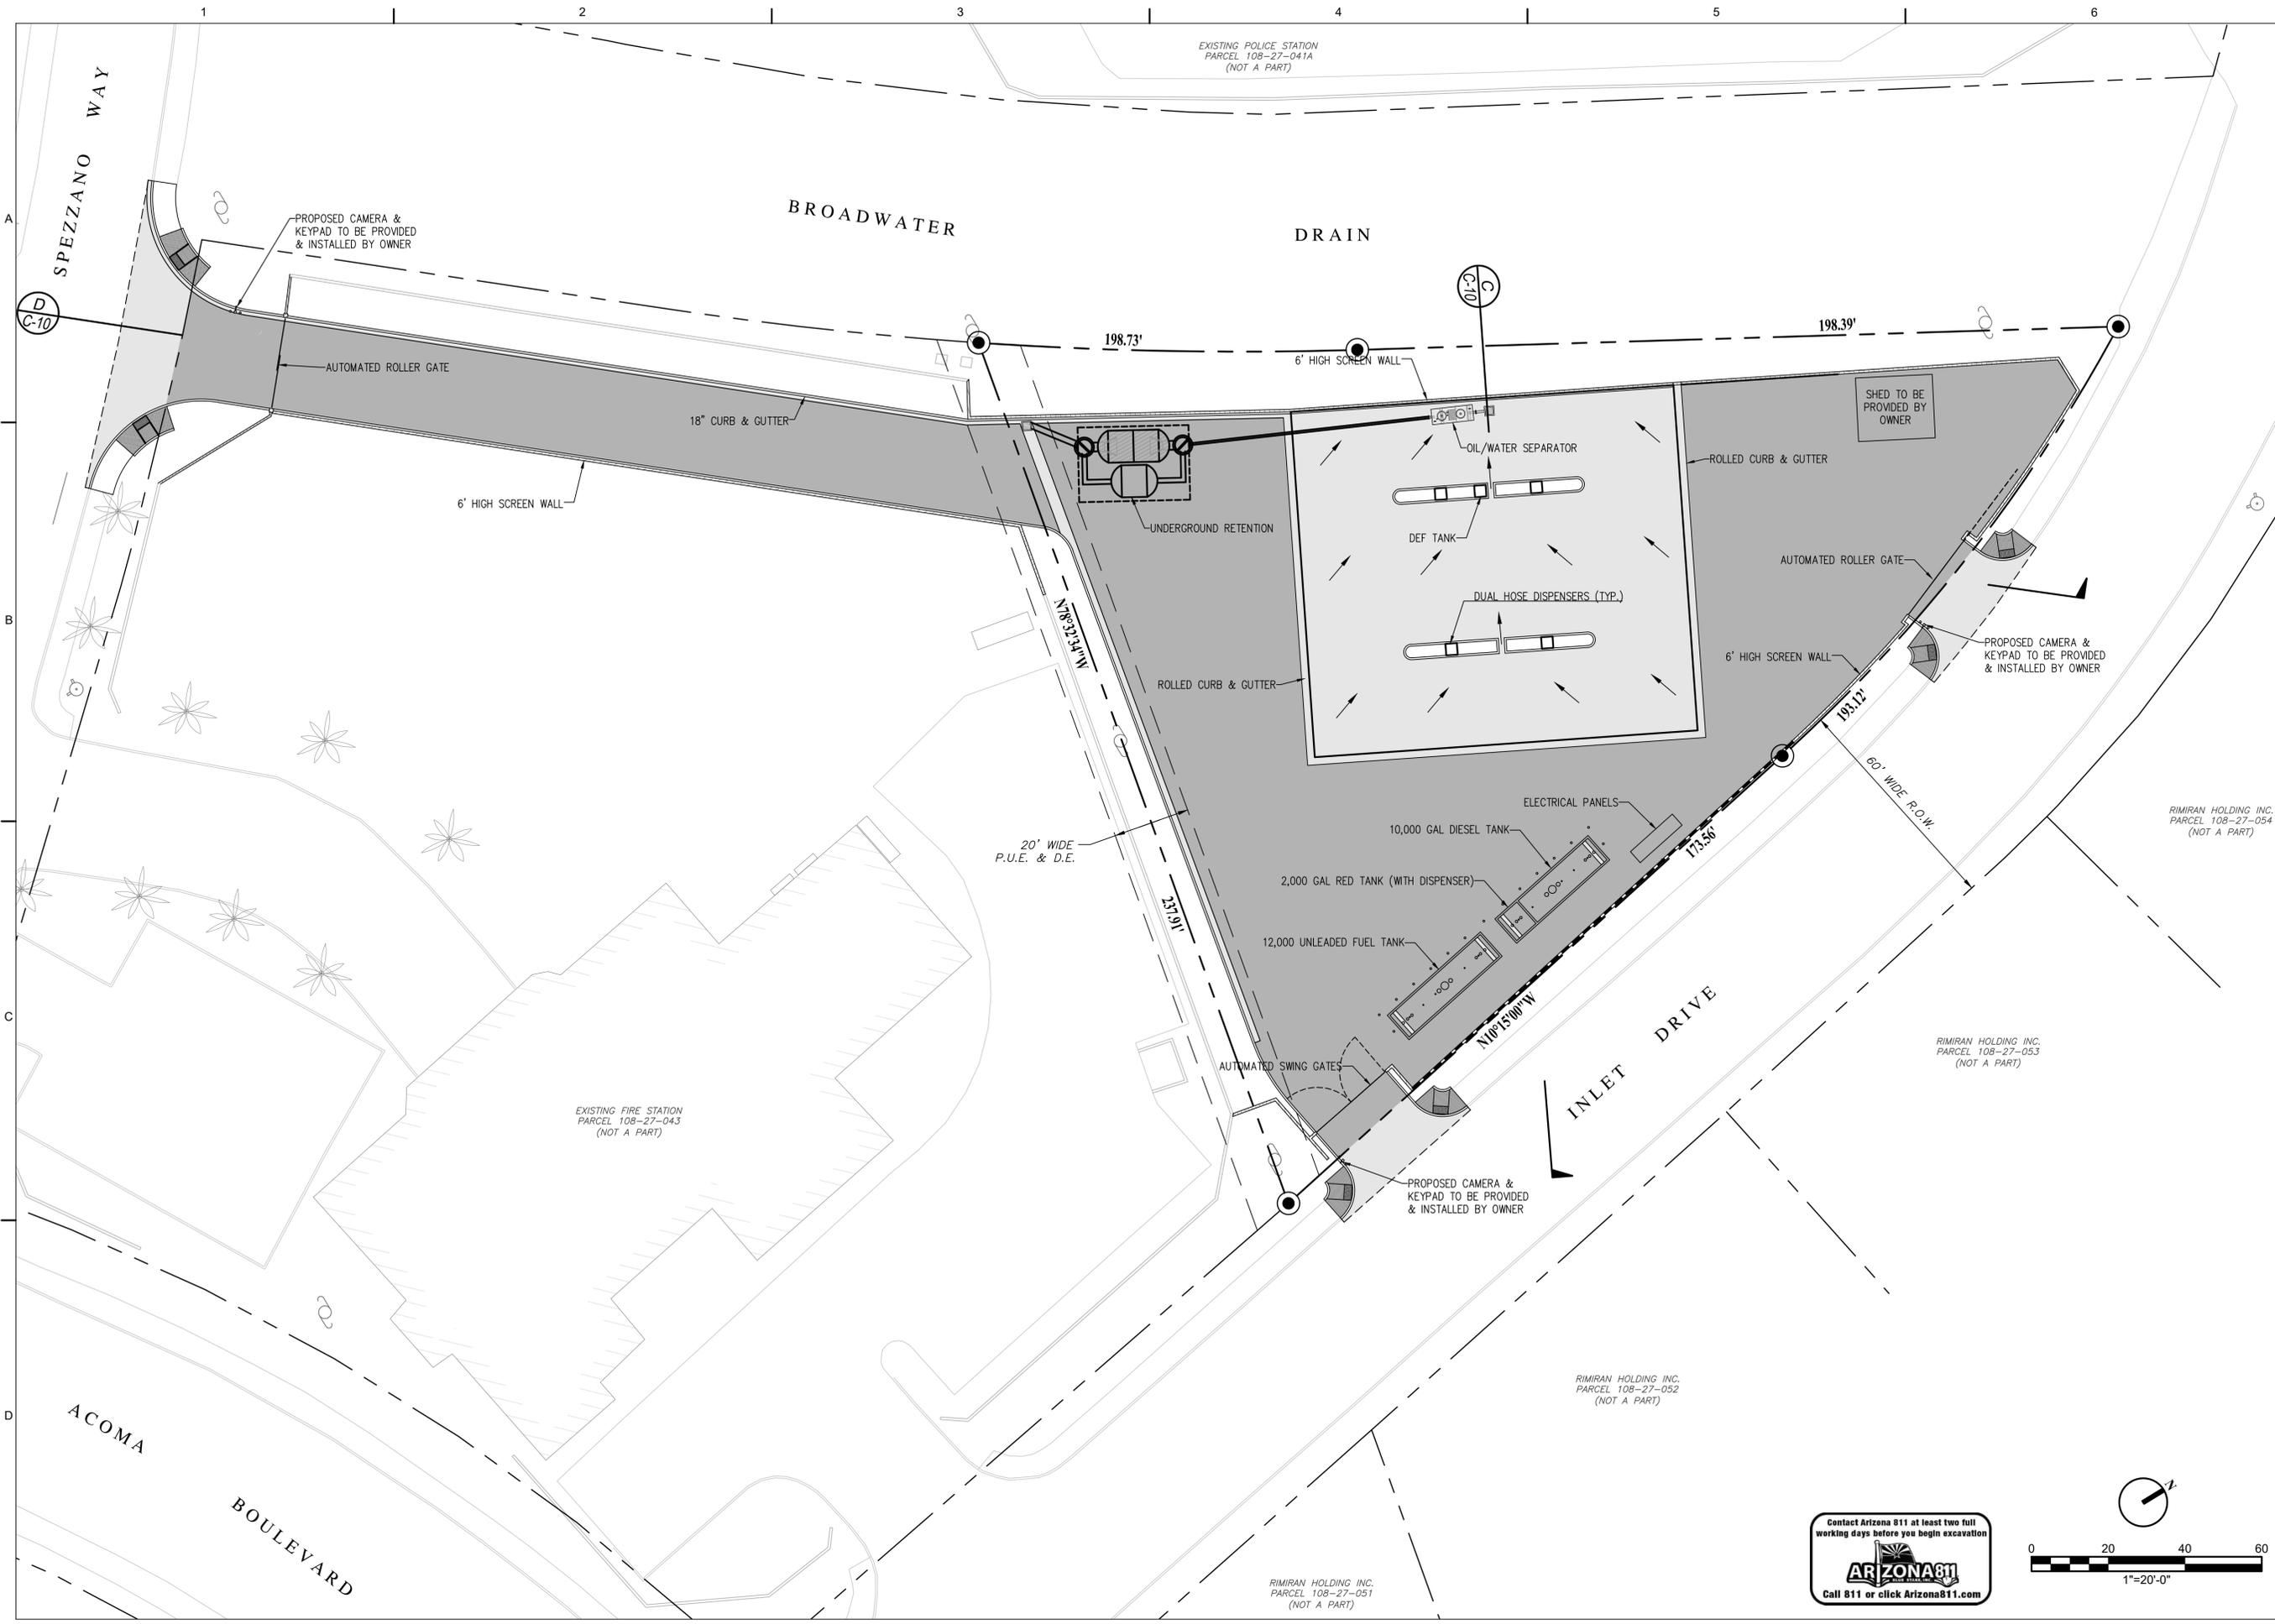 1 2 3 4 5 6
A
B
C
D
EXISTING POLICE STATION
PARCEL 108-27-041A
(NOT A PART)
SPEZZANO WAY
BROADWATER DRAIN
PROPOSED CAMERA &
KEYPAD TO BE PROVIDED
& INSTALLED BY OWNER
D
C-10
C
C-10
198.73'
198.39'
6' HIGH SCREEN WALL
AUTOMATED ROLLER GATE
18" CURB & GUTTER
SHED TO BE
PROVIDED BY
OWNER
OIL/WATER SEPARATOR
ROLLED CURB & GUTTER
6' HIGH SCREEN WALL
UNDERGROUND RETENTION
DEF TANK
AUTOMATED ROLLER GATE
DUAL HOSE DISPENSERS (TYP.)
N78°32'34"W
PROPOSED CAMERA &
KEYPAD TO BE PROVIDED
& INSTALLED BY OWNER
6' HIGH SCREEN WALL
ROLLED CURB & GUTTER
193.12'
60' WIDE R.O.W.
ELECTRICAL PANELS
10,000 GAL DIESEL TANK
173.56'
20' WIDE
P.U.E. & D.E.
RIMIRAN HOLDING INC.
PARCEL 108-27-054
(NOT A PART)
2,000 GAL RED TANK (WITH DISPENSER)
237.91'
12,000 UNLEADED FUEL TANK
N10°15'00"W
INLET DRIVE
RIMIRAN HOLDING INC.
PARCEL 108-27-053
(NOT A PART)
AUTOMATED SWING GATES
EXISTING FIRE STATION
PARCEL 108-27-043
(NOT A PART)
PROPOSED CAMERA &
KEYPAD TO BE PROVIDED
& INSTALLED BY OWNER
RIMIRAN HOLDING INC.
PARCEL 108-27-052
(NOT A PART)
ACOMA
BOULEVARD
RIMIRAN HOLDING INC.
PARCEL 108-27-051
(NOT A PART)
Contact Arizona 811 at least two full
working days before you begin excavation
ARIZONA811
Call 811 or click Arizona811.com
N
0 20 40 60
1"=20'-0"